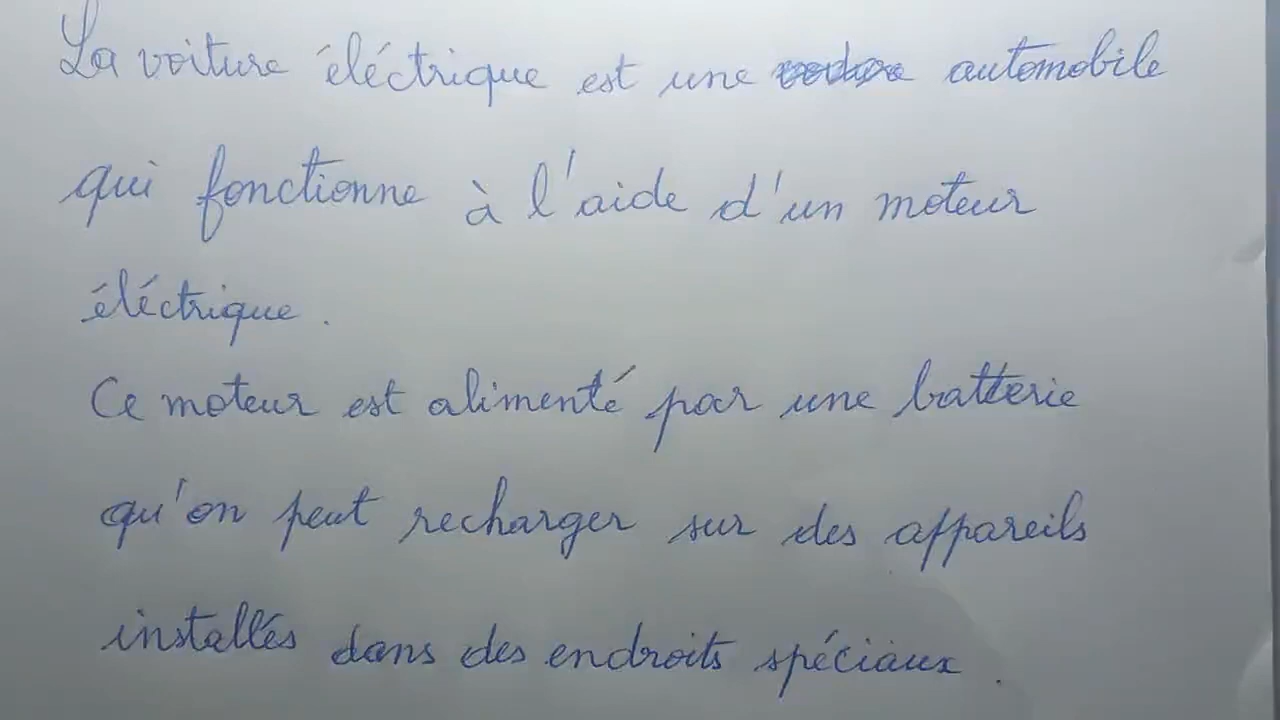 La voiture éléctrique est une automobile
qui fonctionne à l'aide d'un moteur
éléctrique.
Ce moteur est alimenté par une batterie
qu'on peut recharger sur des appareils
installés dans des endroits spéciaux.